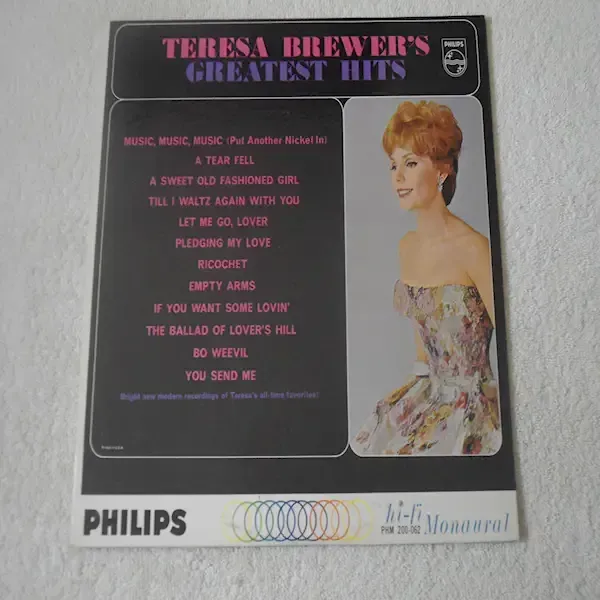 TERESA BREWER'S
GREATEST HITS
PHILIPS
MUSIC, MUSIC, MUSIC (Put Another Nickel In)
A TEAR FELL
A SWEET OLD FASHIONED GIRL
TILL I WALTZ AGAIN WITH YOU
LET ME GO, LOVER
PLEDGING MY LOVE
RICOCHET
EMPTY ARMS
IF YOU WANT SOME LOVIN'
THE BALLAD OF LOVER'S HILL
BO WEEVIL
YOU SEND ME
Bright new modern recordings of Teresa's all-time favorites!
PHILIPS
hi-fi
PHM 200-062 Monaural